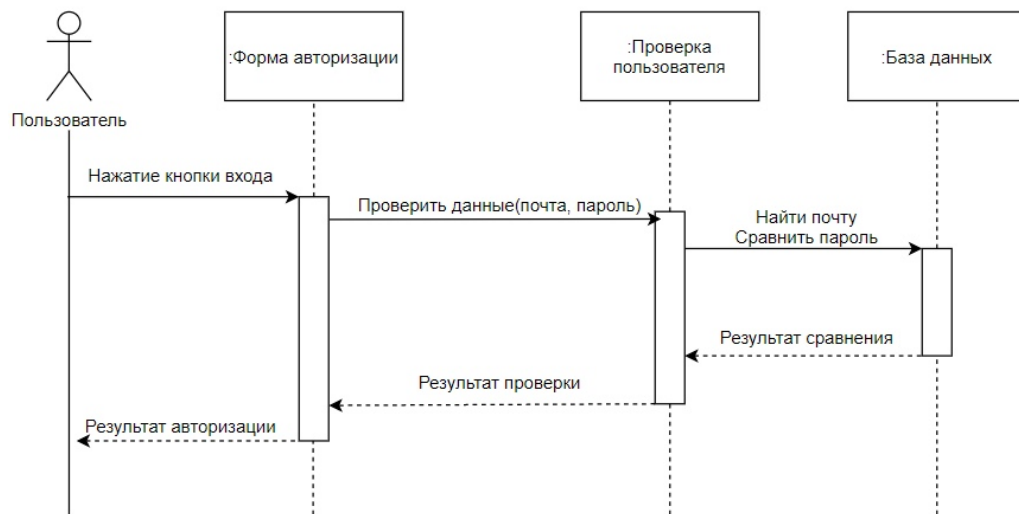 :Форма авторизации
:Проверка
пользователя
:База данных
Пользователь
Нажатие кнопки входа
Проверить данные(почта, пароль)
Найти почту
Сравнить пароль
Результат сравнения
Результат проверки
Результат авторизации